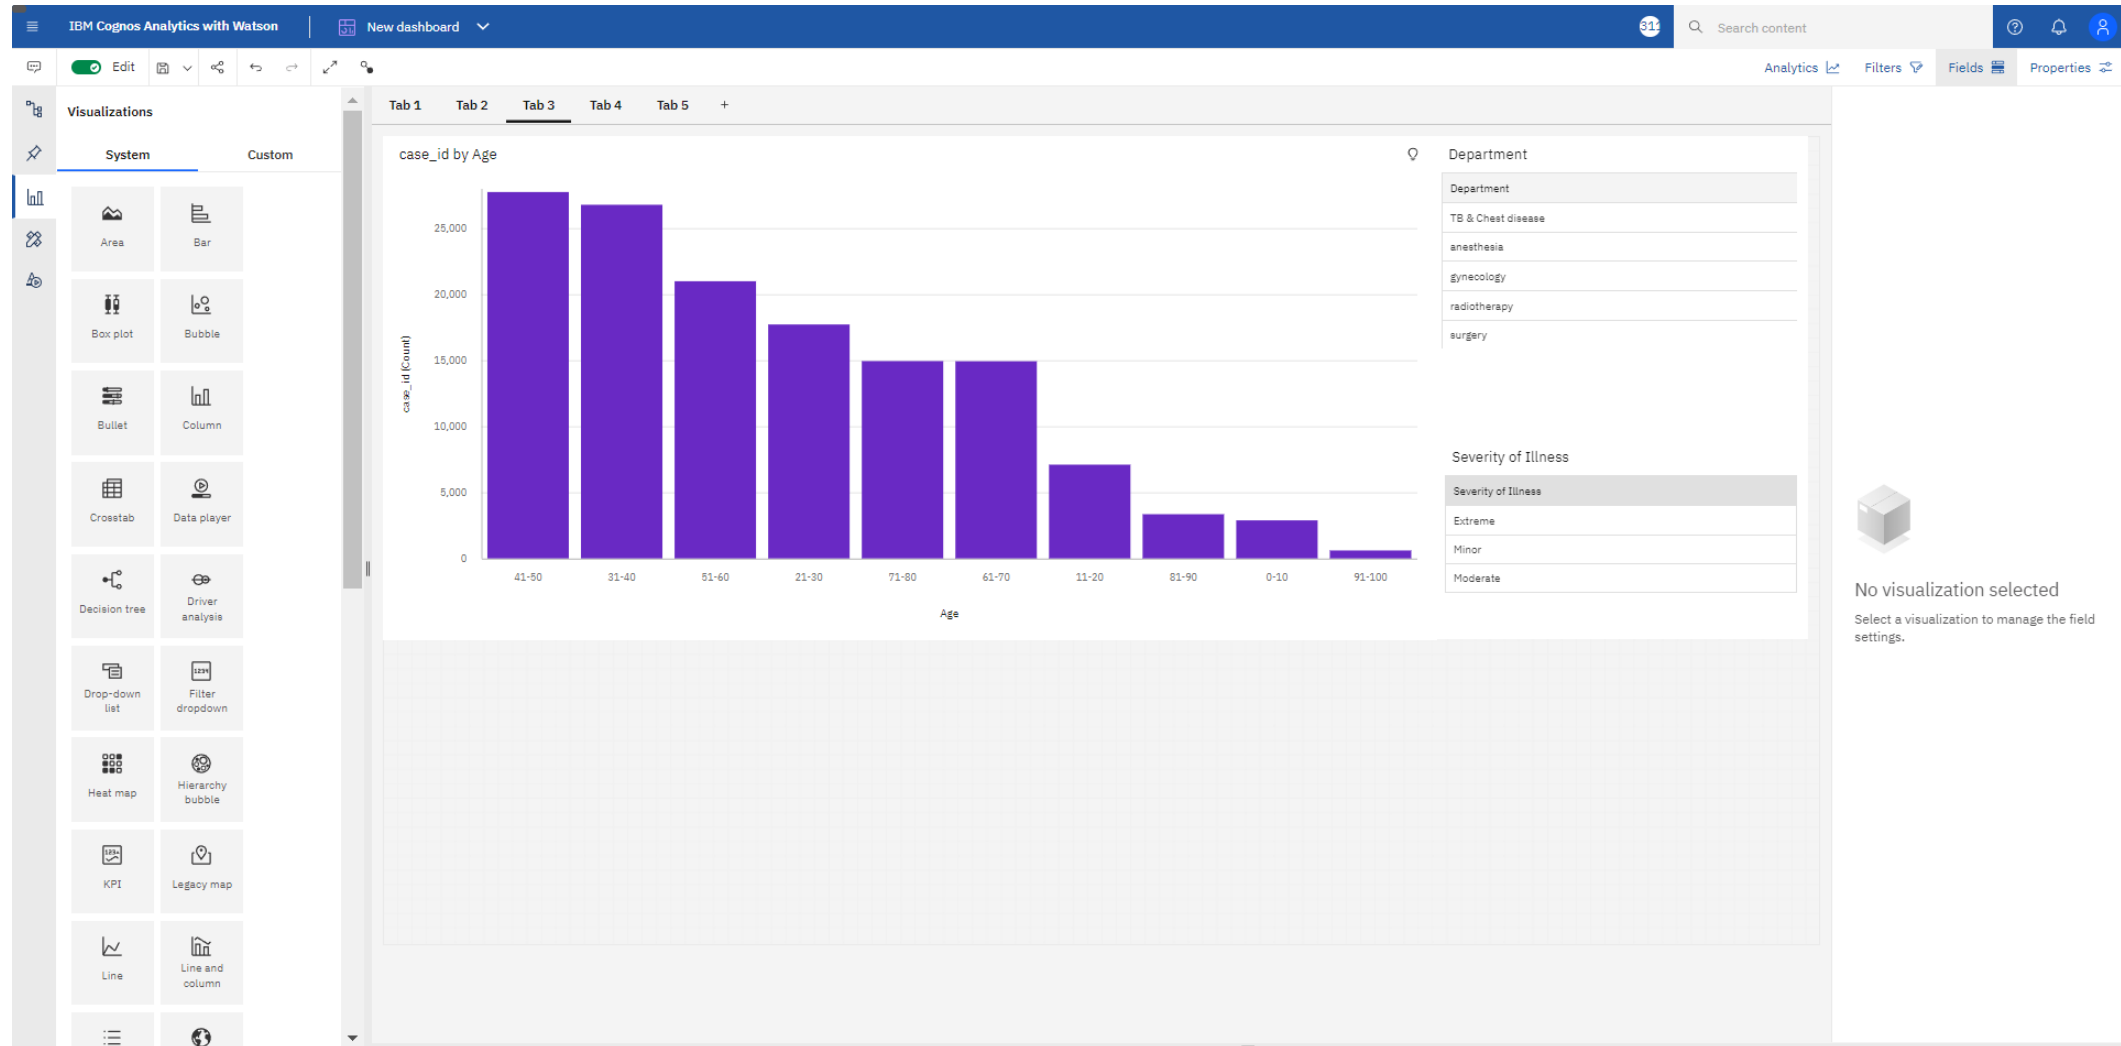 IBM Cognos Analytics with Watson
New dashboard
311
Search content
Edit
Analytics
Filters
Fields
Properties
Visualizations
System
Custom
Area
Bar
Box plot
Bubble
Bullet
Column
Crosstab
Data player
Decision tree
Driver
analysis
Drop-down
list
1234
Filter
dropdown
Heat map
Hierarchy
bubble
KPI
Legacy map
Line
Line and
column
Tab 1
Tab 2
Tab 3
Tab 4
Tab 5
+
case_id by Age
case_id (Count)
25,000
20,000
15,000
10,000
5,000
0
41-50
31-40
51-60
21-30
71-80
61-70
11-20
81-90
0-10
91-100
Age
Department
Department
TB & Chest disease
anesthesia
gynecology
radiotherapy
surgery
Severity of Illness
Severity of Illness
Extreme
Minor
Moderate
No visualization selected
Select a visualization to manage the field
settings.